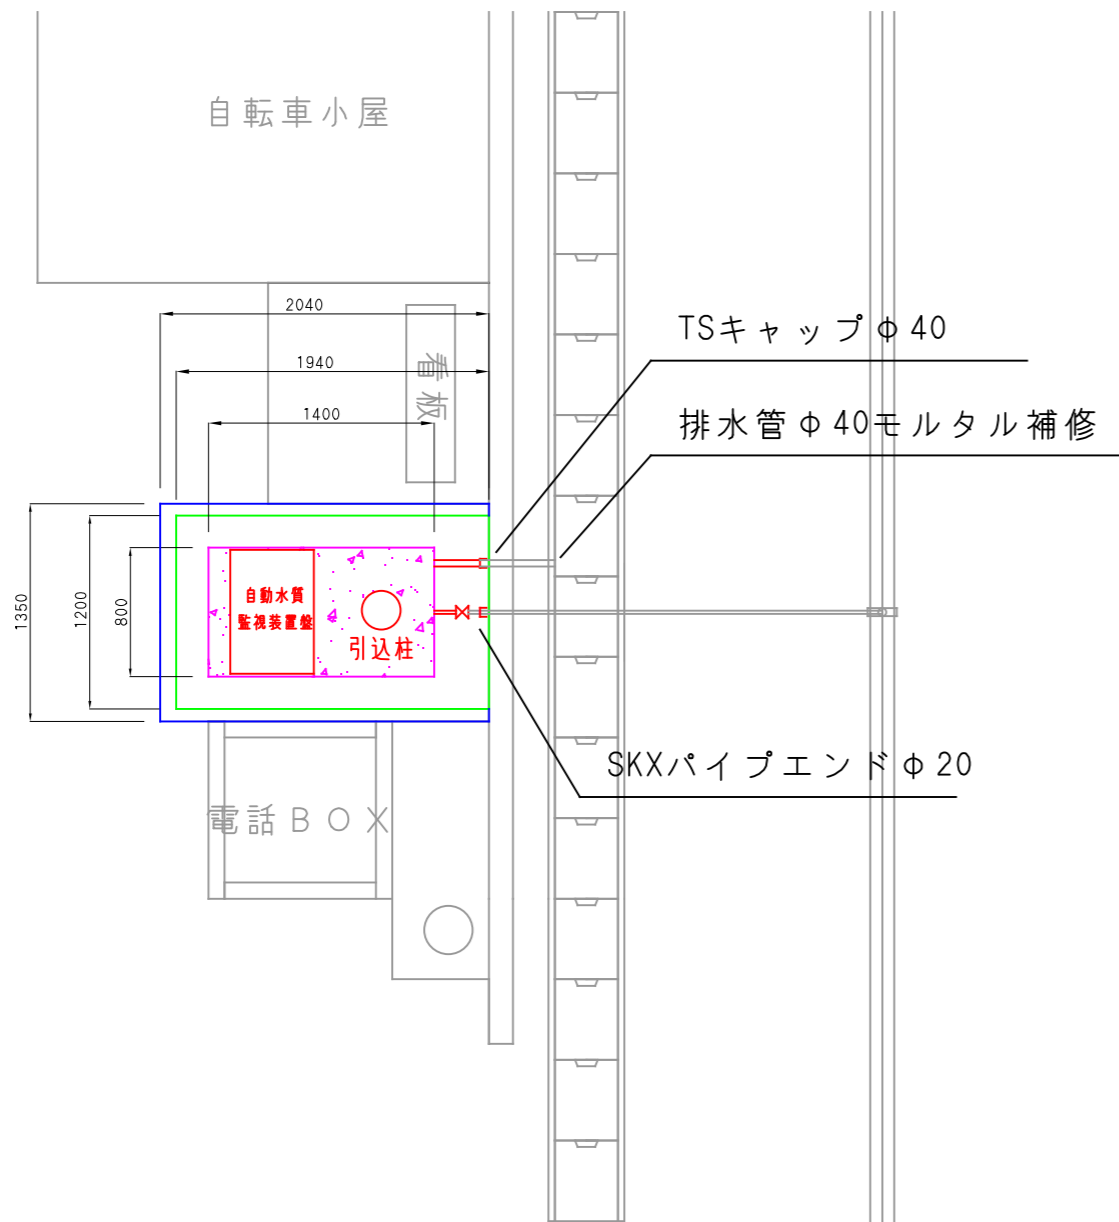 自転車小屋
2040
TSキャップφ40
1940
看板
1400
排水管φ40モルタル補修
1350
1200
800
自動水質
監視装置盤
引込柱
SKXパイプエンドφ20
電話BOX